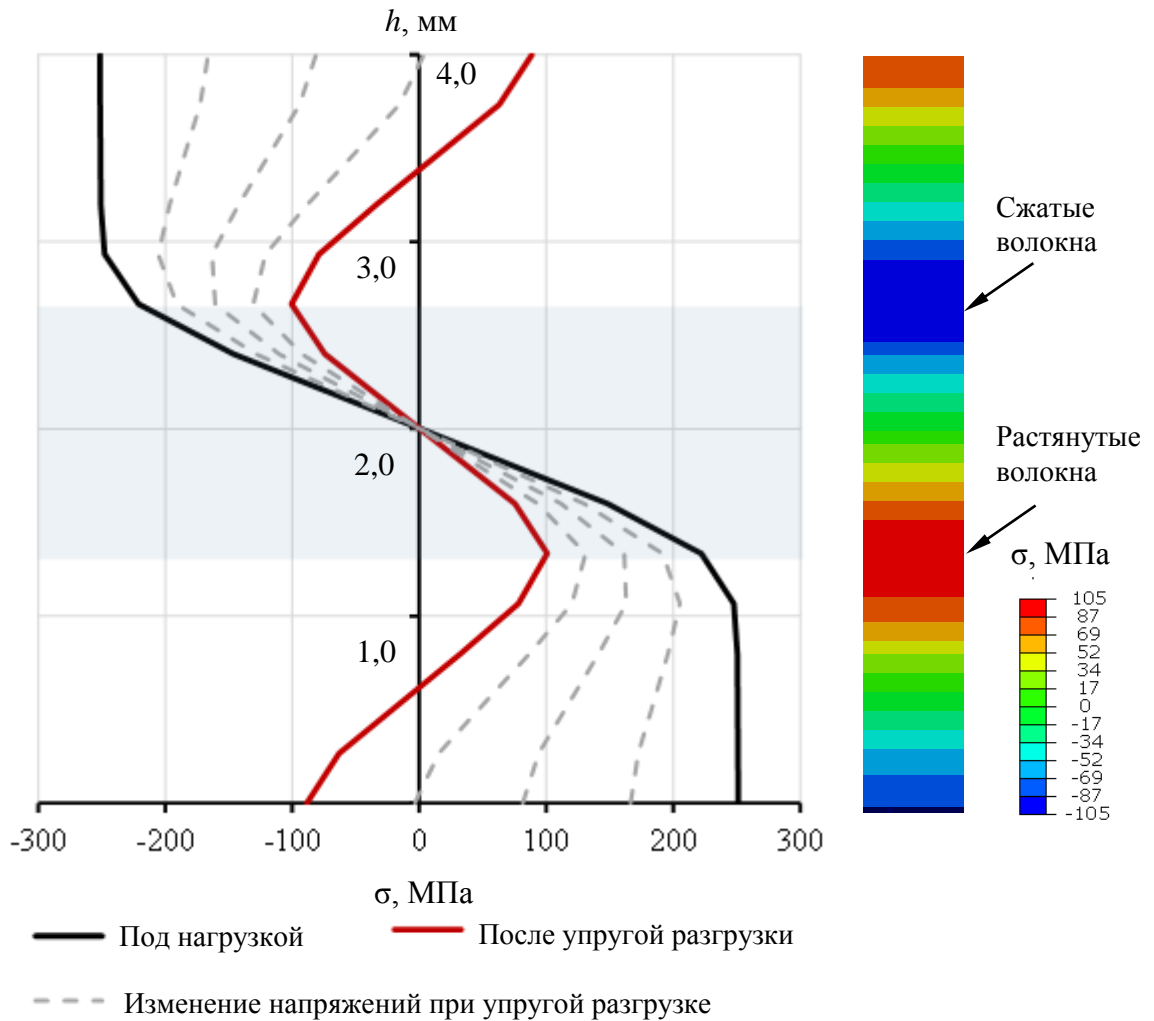 h, мм
4,0
3,0
2,0
1,0
-300 -200 -100 0 100 200 300
σ, МПа
Под нагрузкой
После упругой разгрузки
Изменение напряжений при упругой разгрузке
Сжатые
волокна
Растянутые
волокна
σ, МПа
105
87
69
52
34
17
0
-17
-34
-52
-69
-87
-105